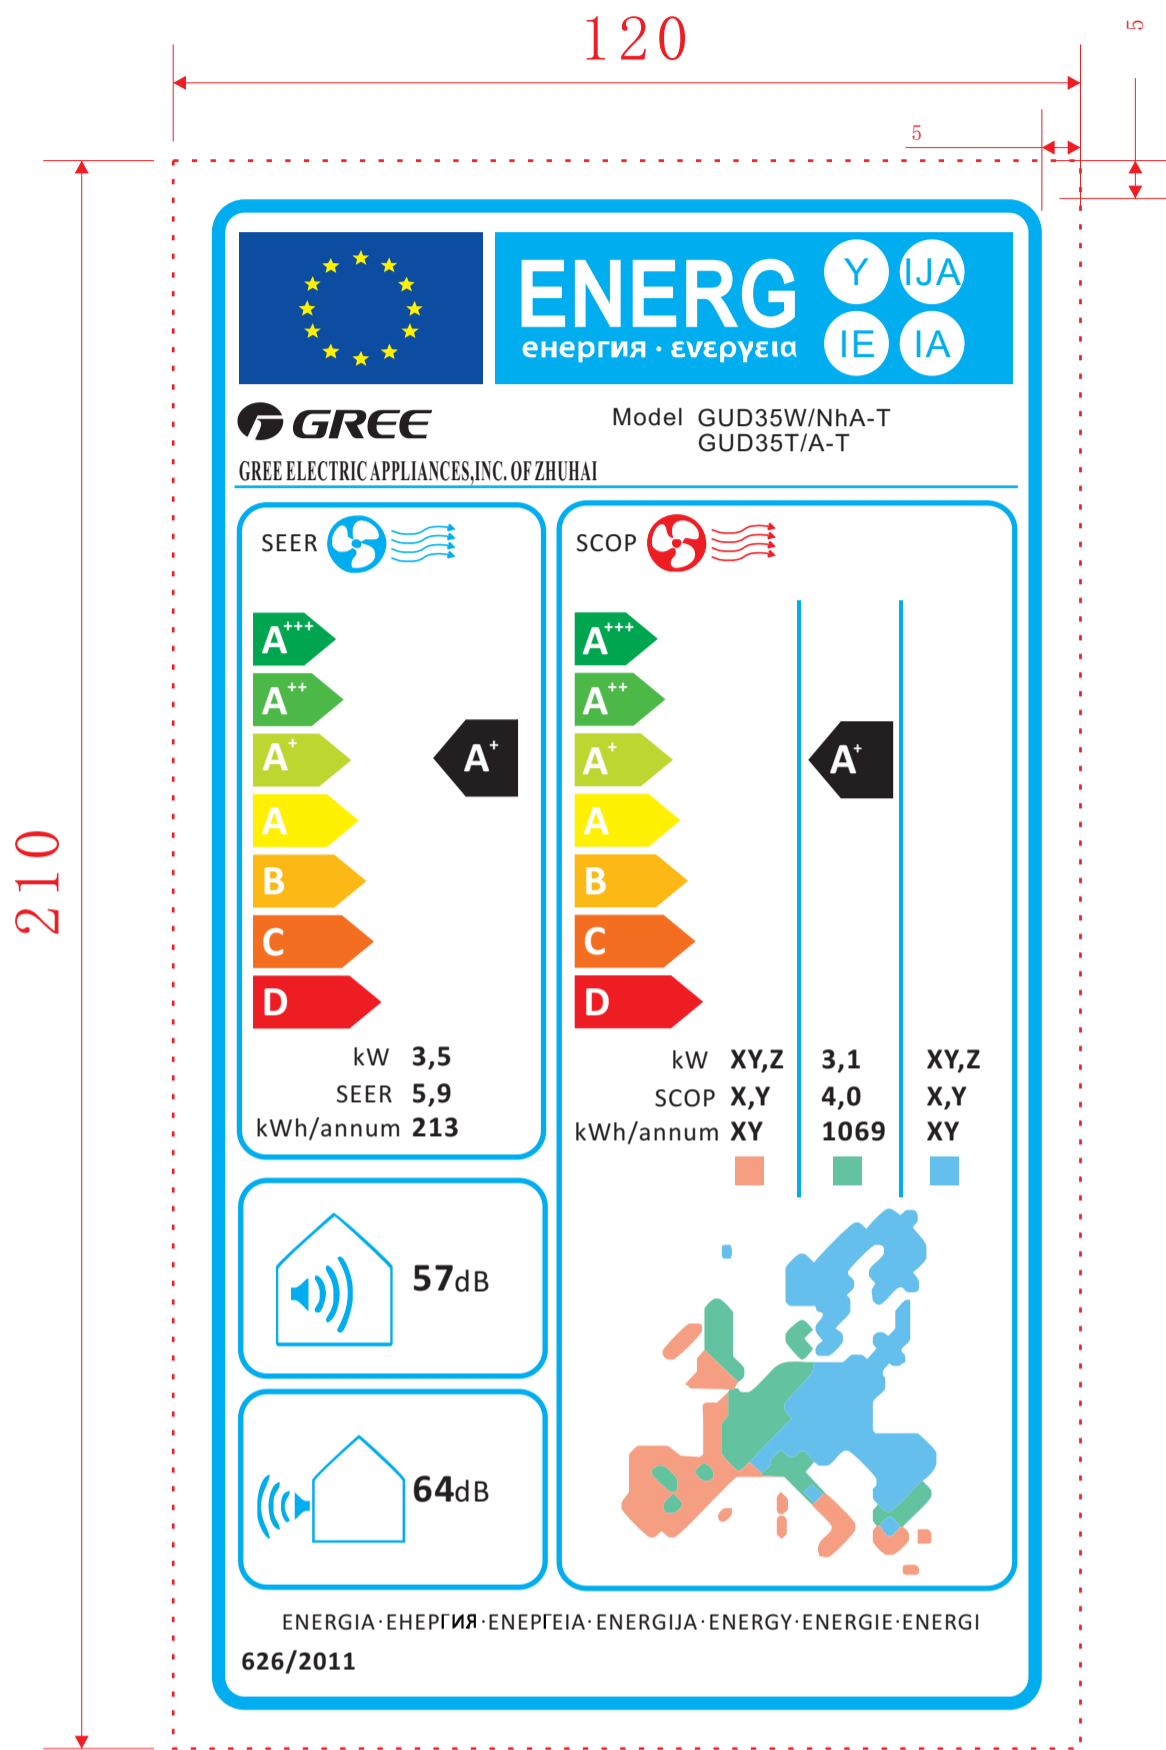 120
5
5
210
ENERG
енергия · ενεργεια
Y IJA
IE IA
GREE
Model GUD35W/NhA-T
GUD35T/A-T
GREE ELECTRIC APPLIANCES,INC. OF ZHUHAI
SEER
A+++
A++
A+
A
B
C
D
A+
kW 3,5
SEER 5,9
kWh/annum 213
SCOP
A+++
A++
A+
A
B
C
D
A+
kW XY,Z 3,1 XY,Z
SCOP X,Y 4,0 X,Y
kWh/annum XY 1069 XY
57dB
64dB
ENERGIA·ЕНЕРГИЯ·ΕΝΕΡΓΕΙΑ·ENERGIJA·ENERGY·ENERGIE·ENERGI
626/2011